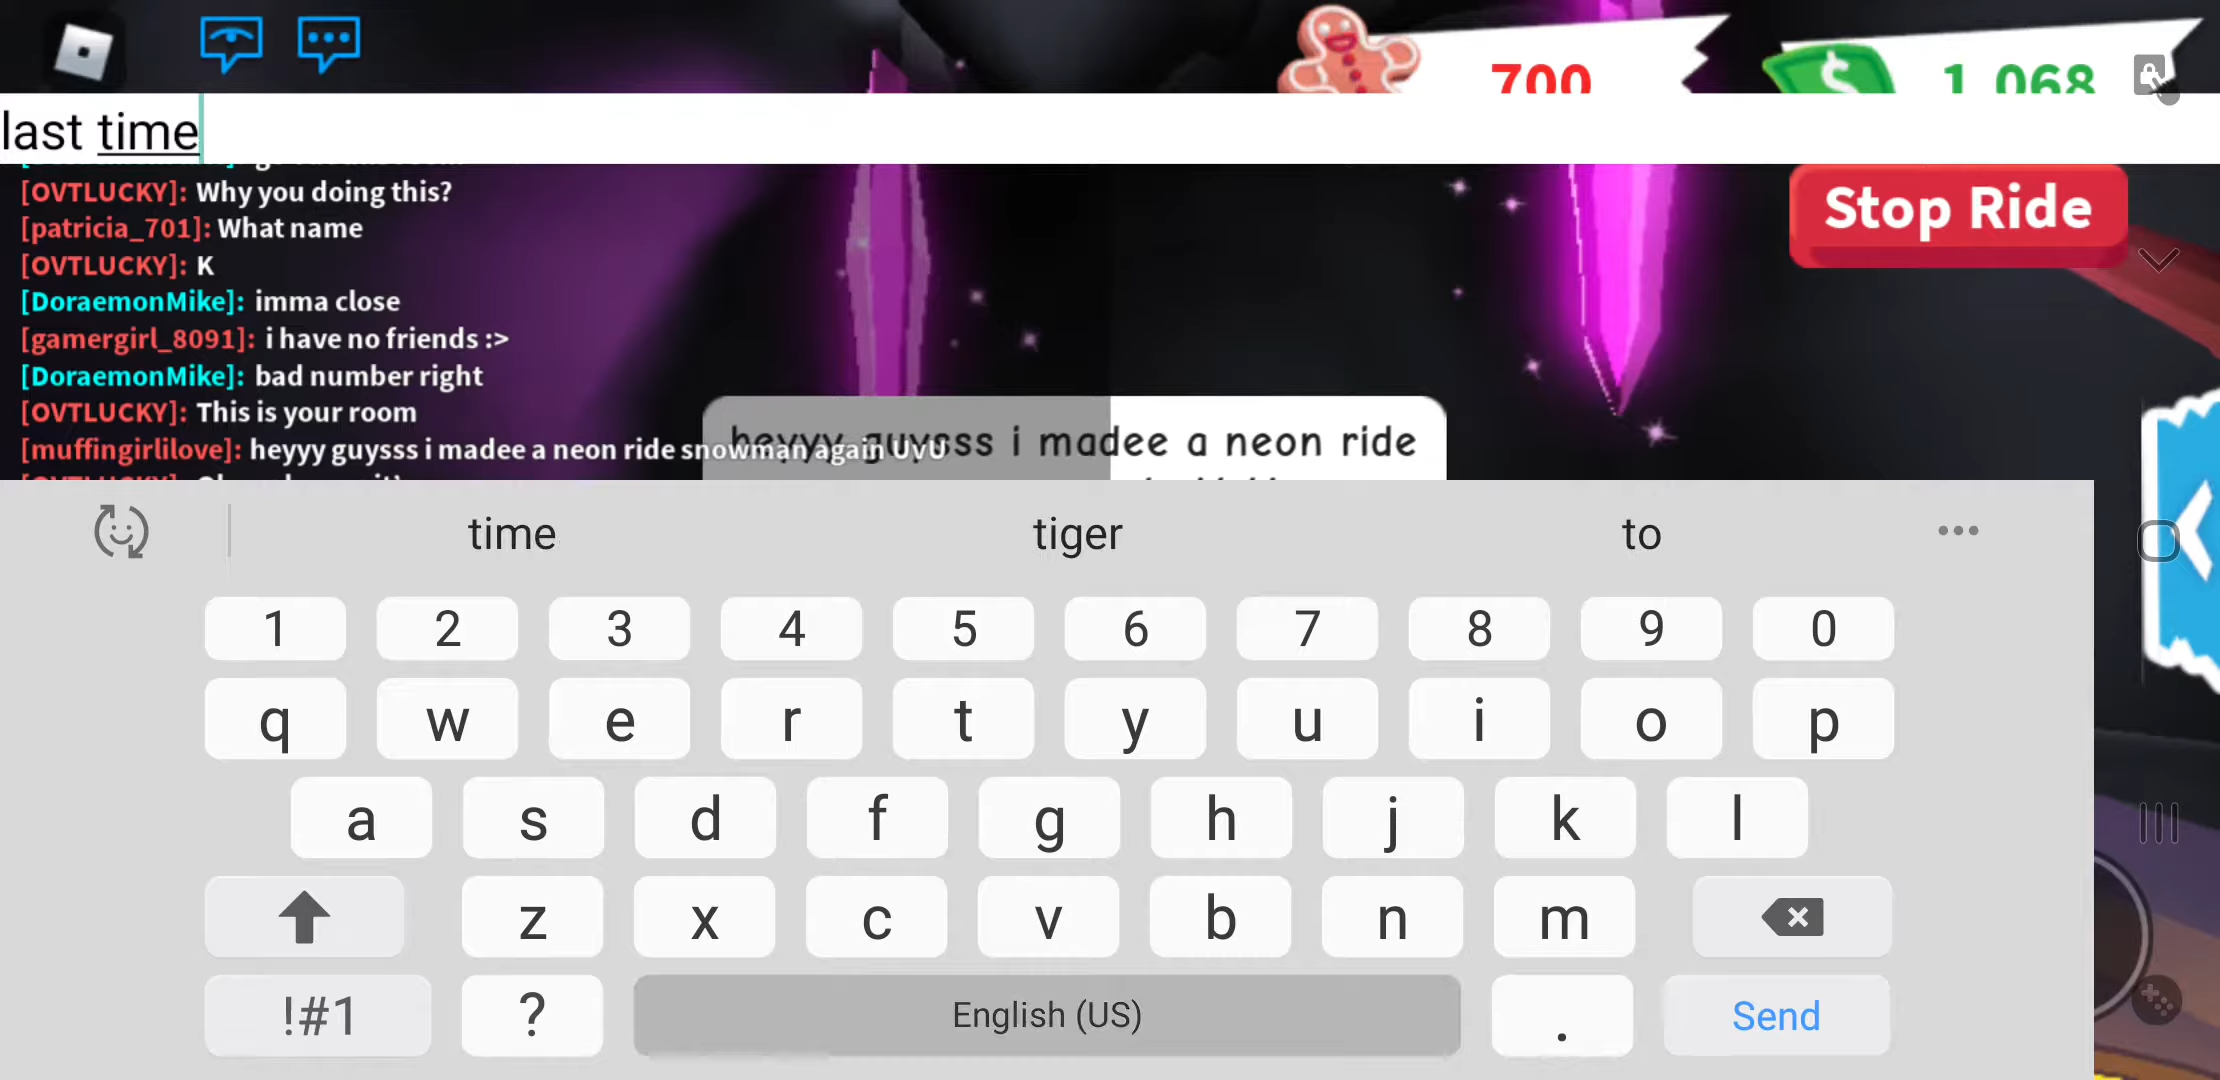 700
1,068
last time
[OVTLUCKY]: Why you doing this?
[patricia_701]: What name
[OVTLUCKY]: K
[DoraemonMike]: imma close
[gamergirl_8091]: i have no friends :>
[DoraemonMike]: bad number right
[OVTLUCKY]: This is your room
[muffingirlilove]: heyyy guysss i madee a neon ride snowman again UvU
Stop Ride
heyyy guysss i madee a neon ride
time tiger to
1 2 3 4 5 6 7 8 9 0
q w e r t y u i o p
a s d f g h j k l
z x c v b n m
!#1 ? English (US) . Send